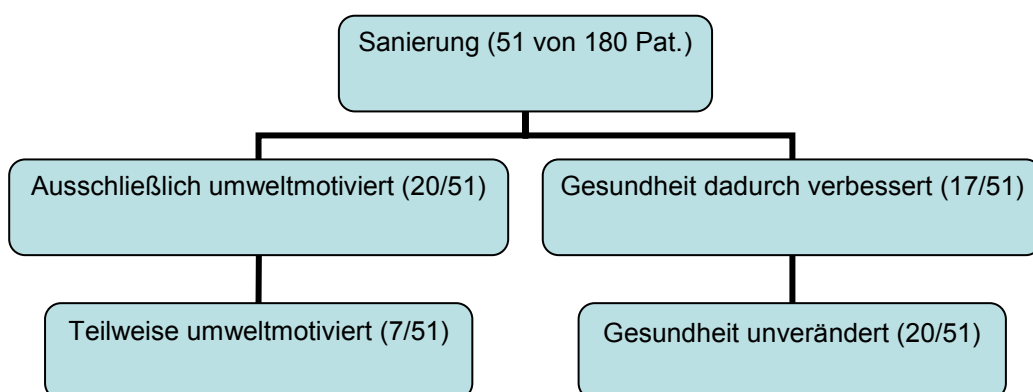 Sanierung (51 von 180 Pat.)
Ausschließlich umweltmotiviert (20/51)
Gesundheit dadurch verbessert (17/51)
Teilweise umweltmotiviert (7/51)
Gesundheit unverändert (20/51)